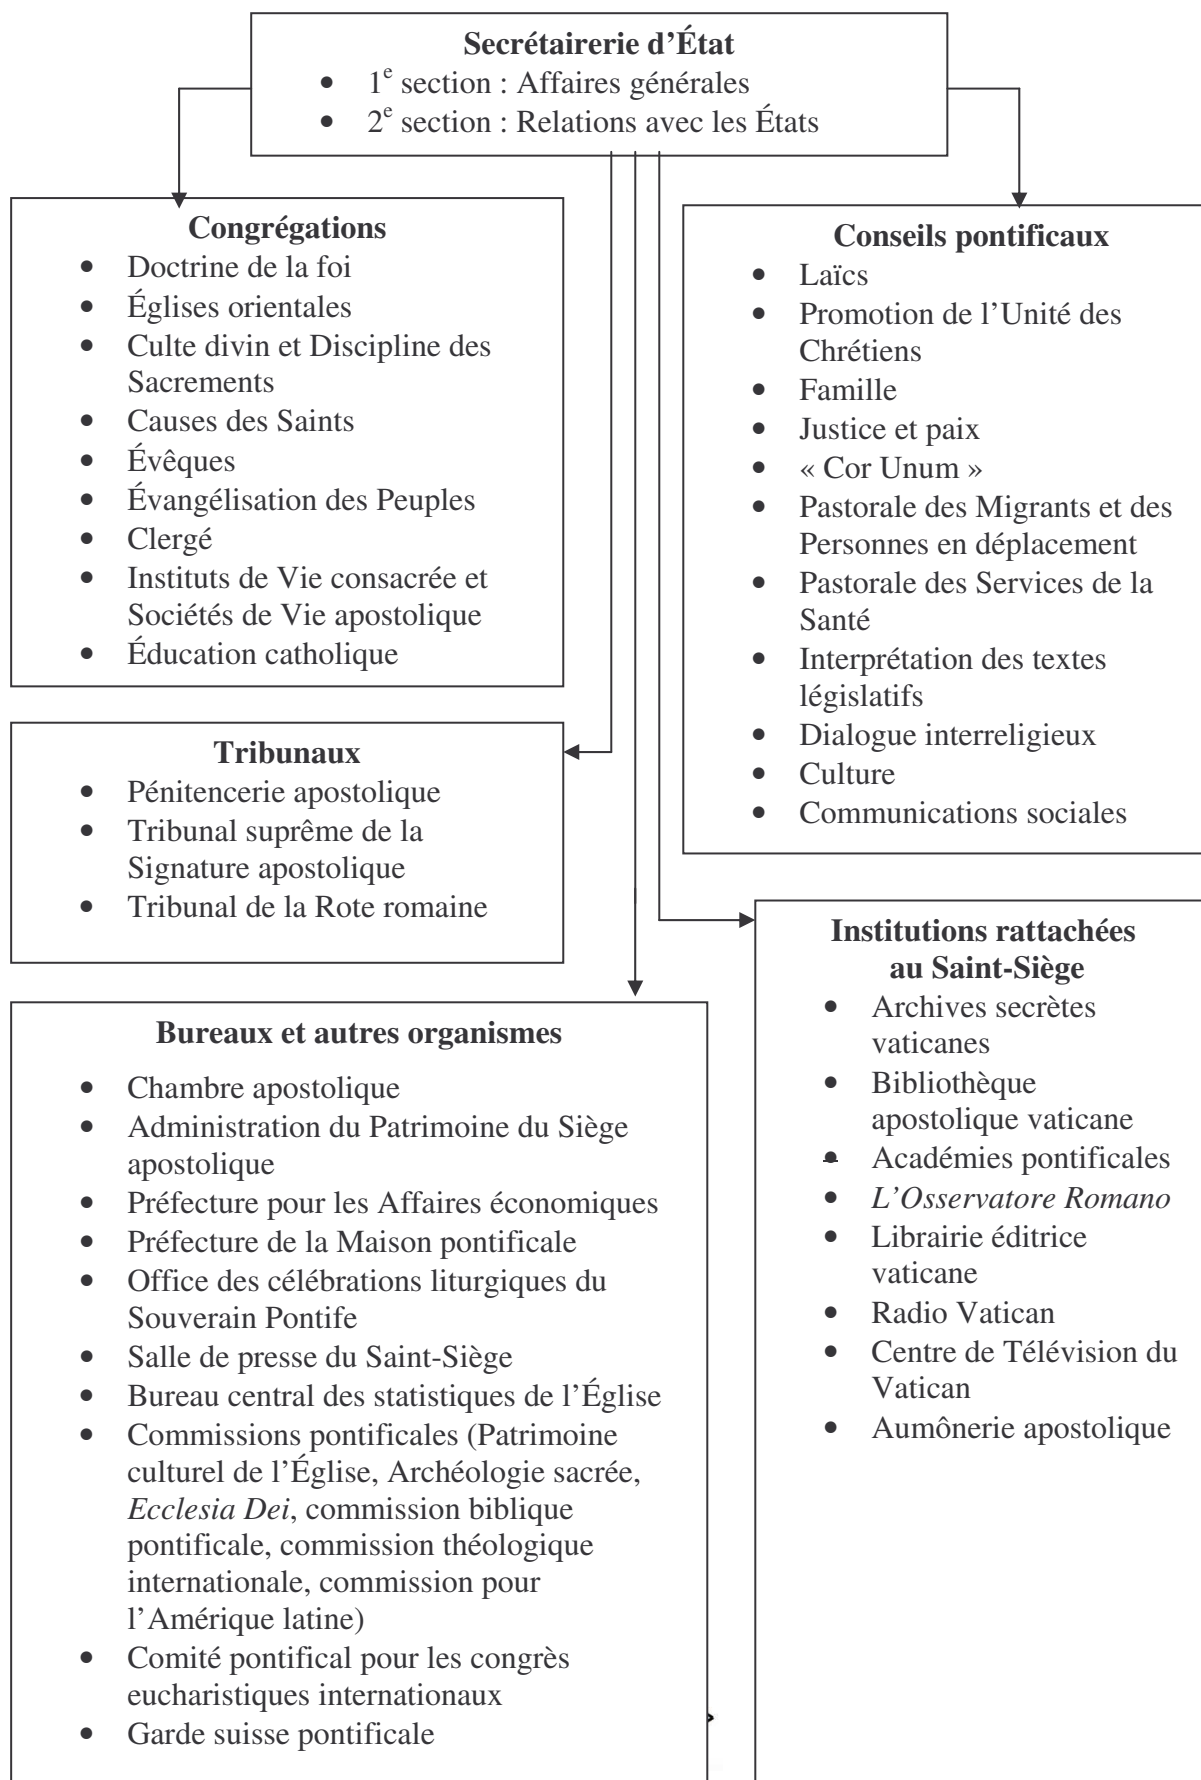 Secrétairerie d’État
• 1e section : Affaires générales
• 2e section : Relations avec les États
Congrégations
• Doctrine de la foi
• Églises orientales
• Culte divin et Discipline des
Sacrements
• Causes des Saints
• Évêques
• Évangélisation des Peuples
• Clergé
• Instituts de Vie consacrée et
Sociétés de Vie apostolique
• Éducation catholique
Conseils pontificaux
• Laïcs
• Promotion de l’Unité des
Chrétiens
• Famille
• Justice et paix
• « Cor Unum »
• Pastorale des Migrants et des
Personnes en déplacement
• Pastorale des Services de la
Santé
• Interprétation des textes
législatifs
• Dialogue interreligieux
• Culture
• Communications sociales
Tribunaux
• Pénitencerie apostolique
• Tribunal suprême de la
Signature apostolique
• Tribunal de la Rote romaine
Institutions rattachées
au Saint-Siège
• Archives secrètes
vaticanes
• Bibliothèque
apostolique vaticane
• Académies pontificales
• L’Osservatore Romano
• Librairie éditrice
vaticane
• Radio Vatican
• Centre de Télévision du
Vatican
• Aumônerie apostolique
Bureaux et autres organismes
• Chambre apostolique
• Administration du Patrimoine du Siège
apostolique
• Préfecture pour les Affaires économiques
• Préfecture de la Maison pontificale
• Office des célébrations liturgiques du
Souverain Pontife
• Salle de presse du Saint-Siège
• Bureau central des statistiques de l’Église
• Commissions pontificales (Patrimoine
culturel de l’Église, Archéologie sacrée,
Ecclesia Dei, commission biblique
pontificale, commission théologique
internationale, commission pour
l’Amérique latine)
• Comité pontifical pour les congrès
eucharistiques internationaux
• Garde suisse pontificale